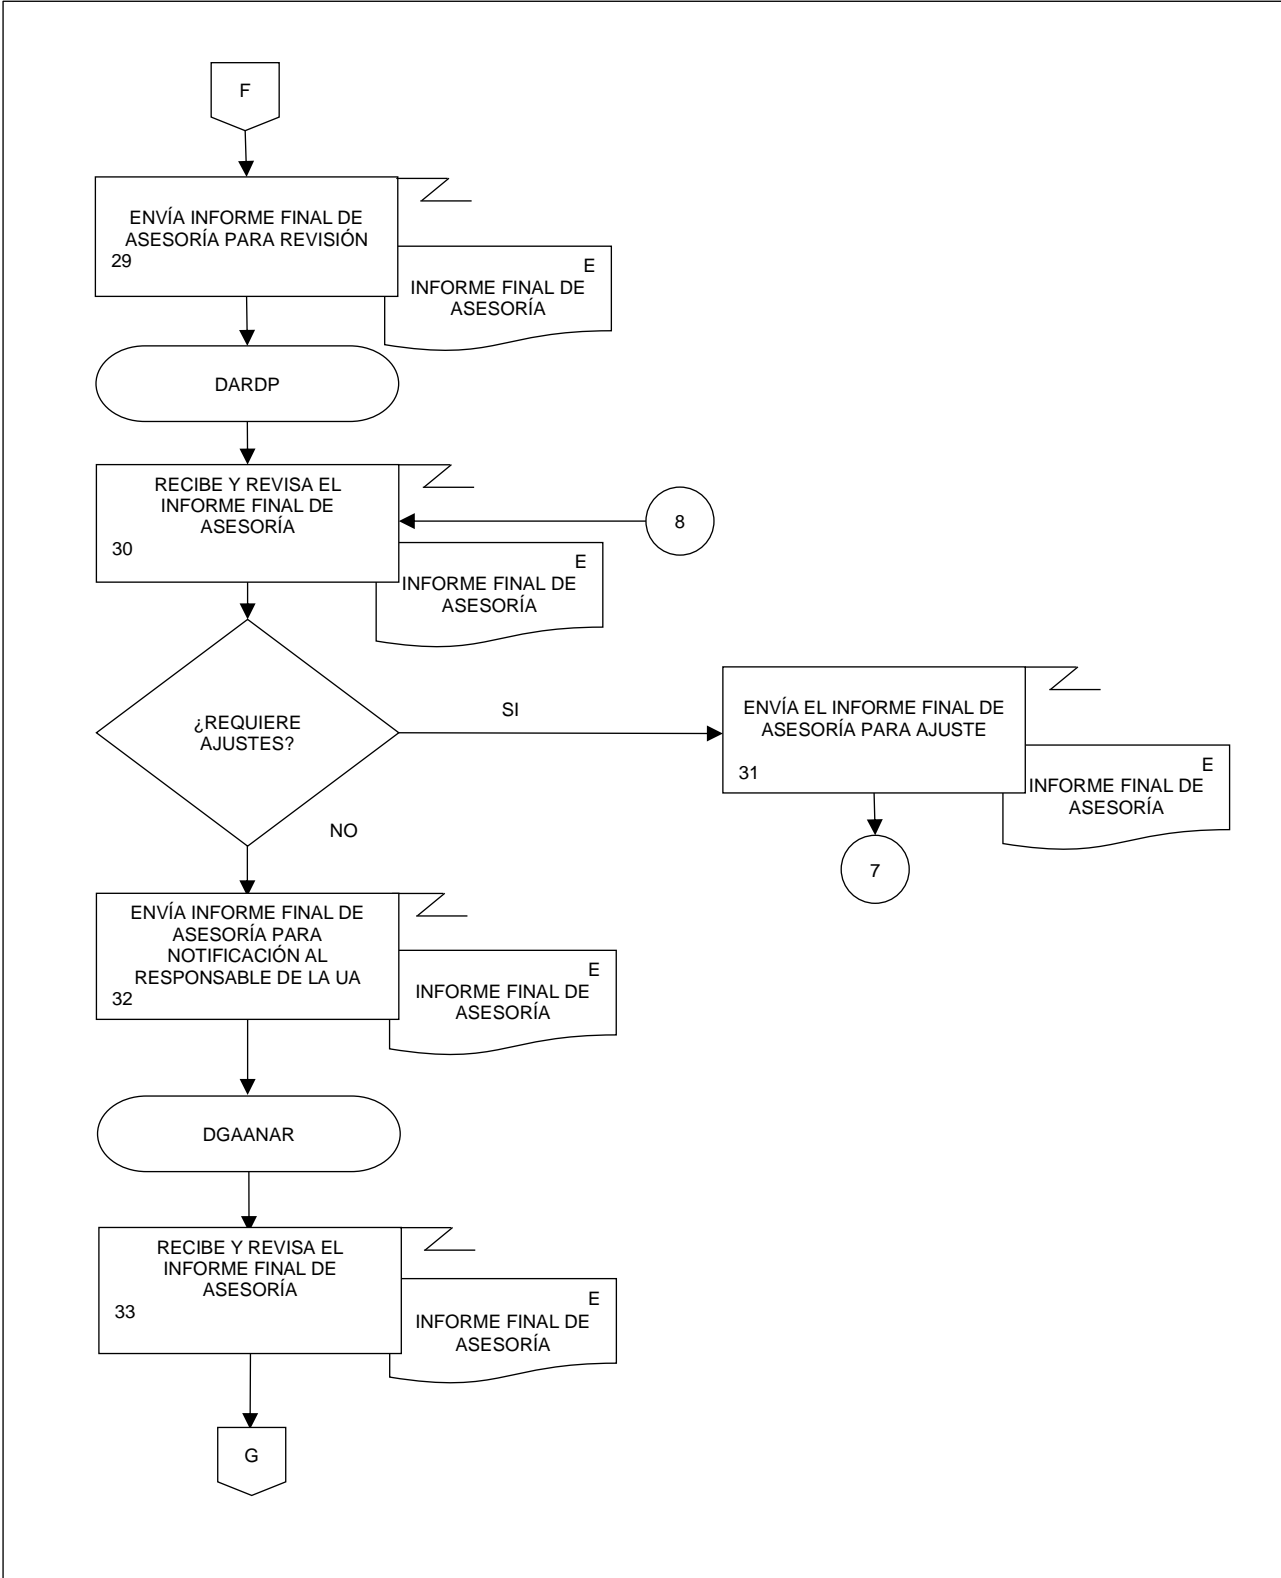 F
ENVÍA INFORME FINAL DE
ASESORÍA PARA REVISIÓN
29
E
INFORME FINAL DE
ASESORÍA
DARDP
RECIBE Y REVISA EL
INFORME FINAL DE
ASESORÍA
30
8
E
INFORME FINAL DE
ASESORÍA
¿REQUIERE
AJUSTES?
SI
NO
ENVÍA EL INFORME FINAL DE
ASESORÍA PARA AJUSTE
31
E
INFORME FINAL DE
ASESORÍA
7
ENVÍA INFORME FINAL DE
ASESORÍA PARA
NOTIFICACIÓN AL
RESPONSABLE DE LA UA
32
E
INFORME FINAL DE
ASESORÍA
DGAANAR
RECIBE Y REVISA EL
INFORME FINAL DE
ASESORÍA
33
E
INFORME FINAL DE
ASESORÍA
G